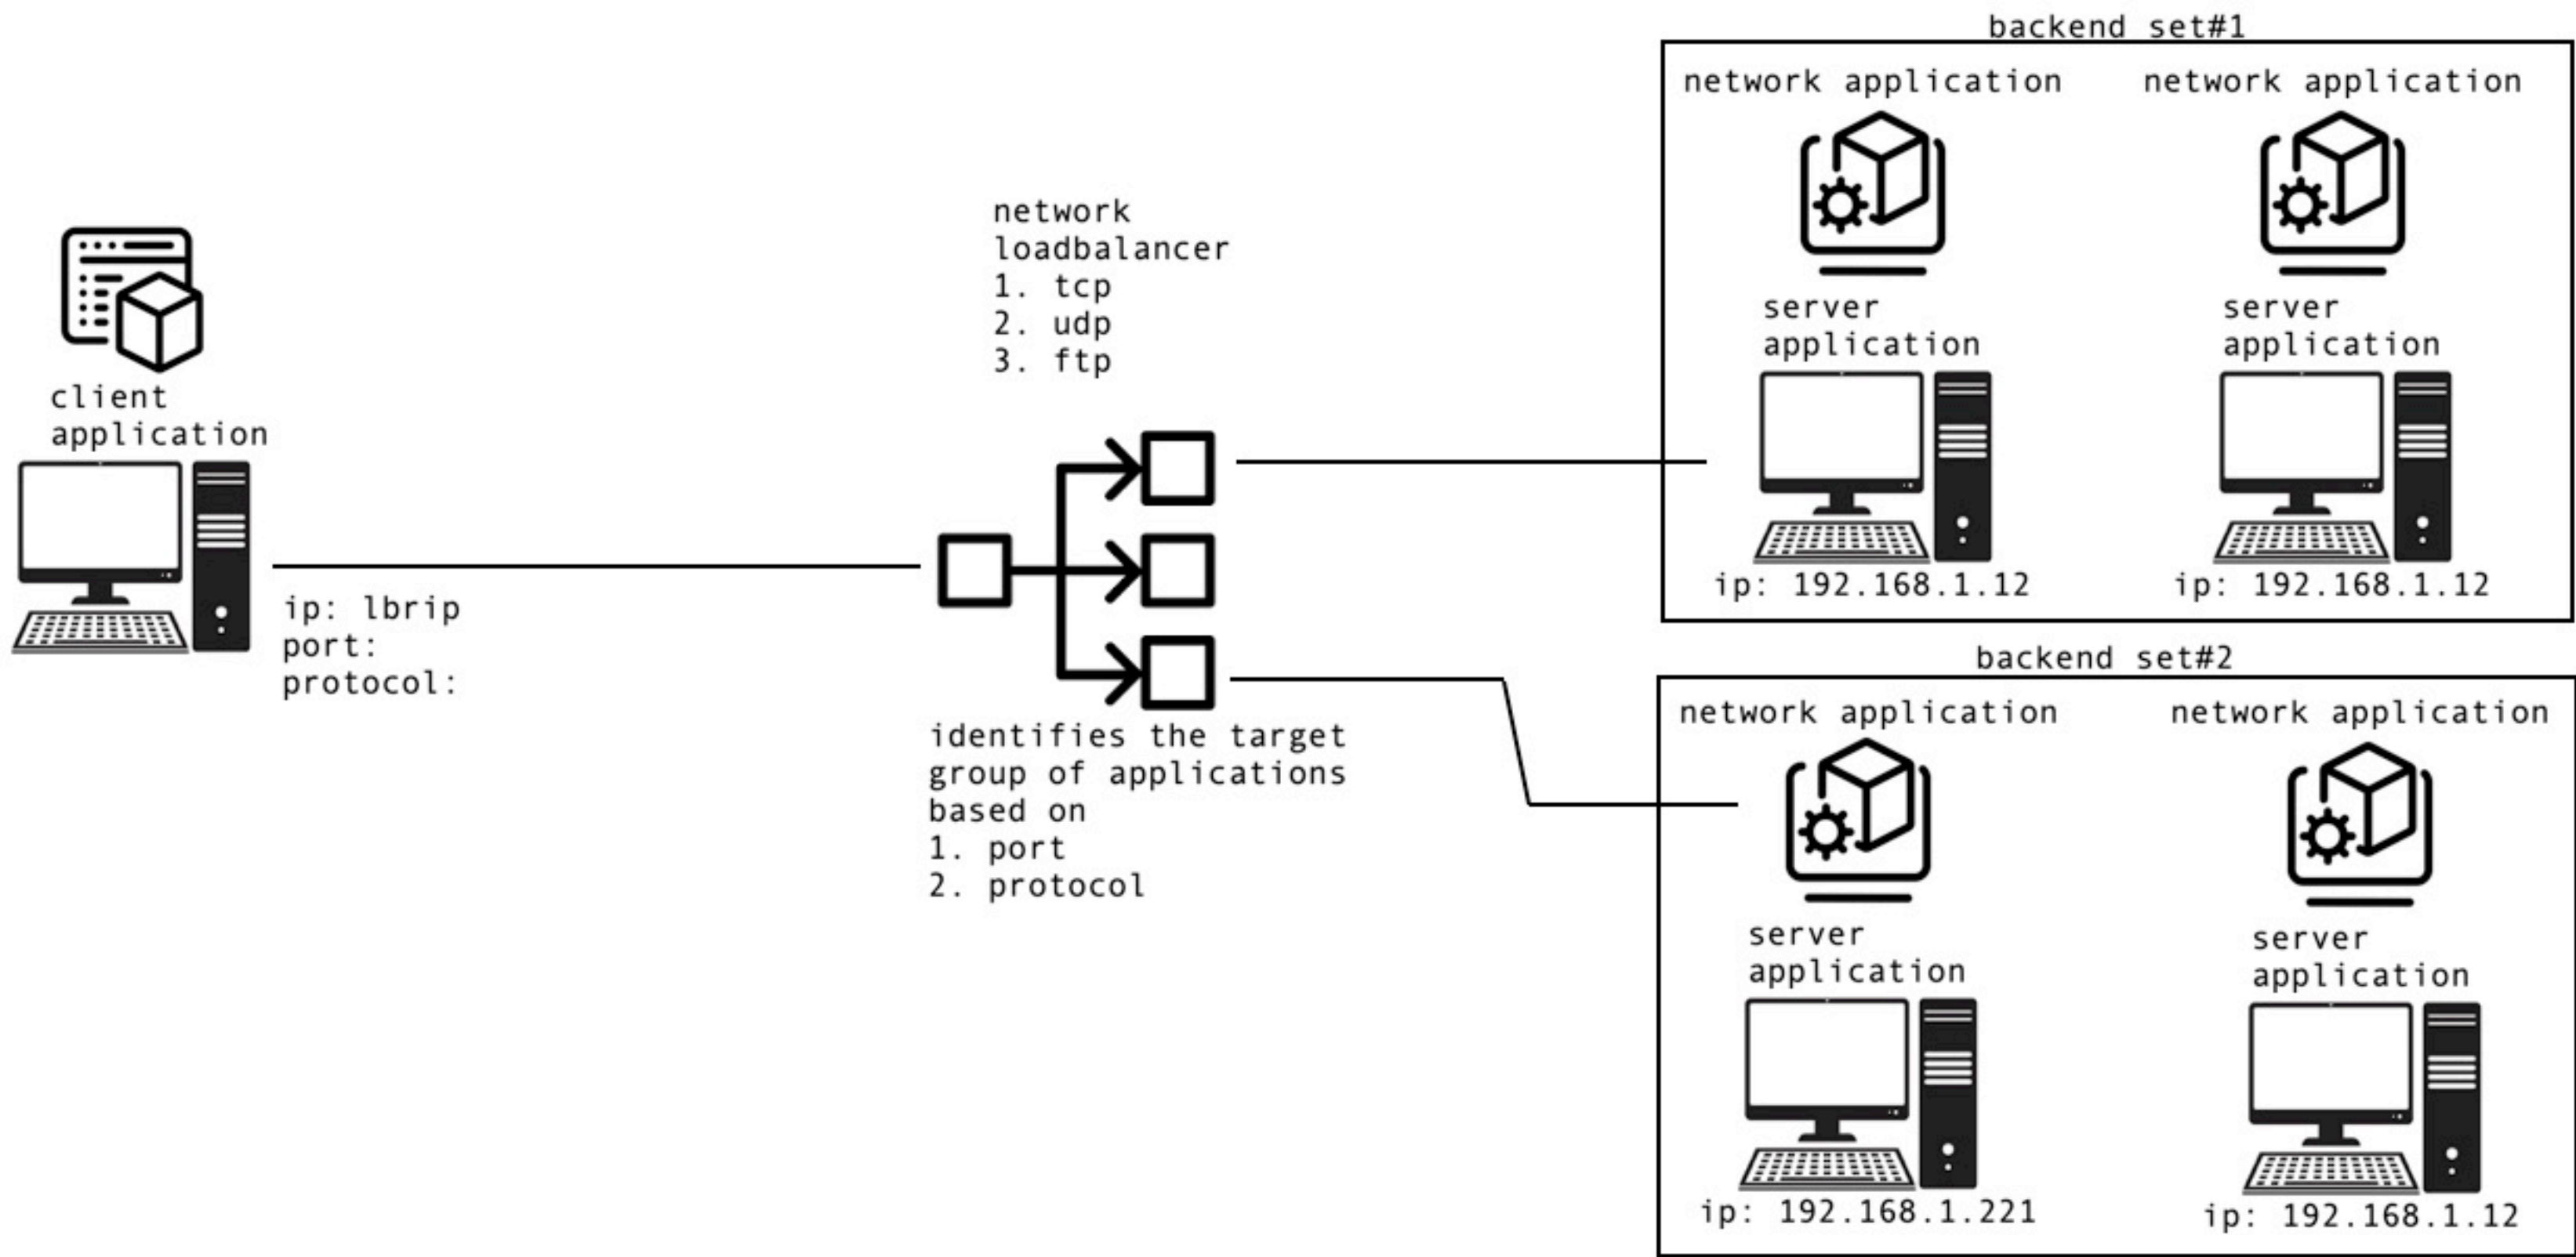 client
application
ip: lbrip
port:
protocol:
network
loadbalancer
1. tcp
2. udp
3. ftp
identifies the target
group of applications
based on
1. port
2. protocol
backend set#1
network application
network application
server
application
server
application
ip: 192.168.1.12
ip: 192.168.1.12
backend set#2
network application
network application
server
application
server
application
ip: 192.168.1.221
ip: 192.168.1.12